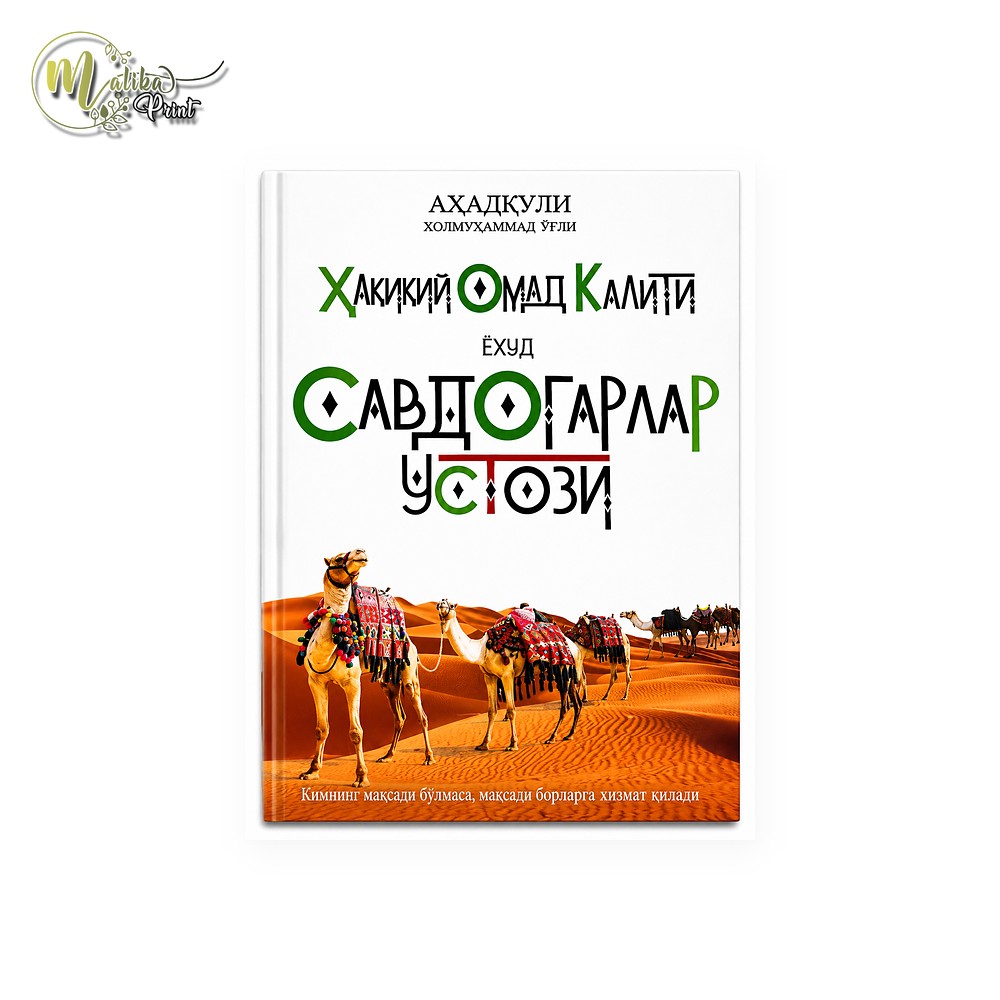 Malika
Print
АҲАДҚУЛИ
ХОЛМУҲАММАД ЎҒЛИ
ҲАҚИҚИЙ ОМАД КАЛИТИ
ЁХУД
САВДОГАРЛАР
УСТОЗИ
Кимнинг мақсади бўлмаса, мақсади борларга хизмат қилади